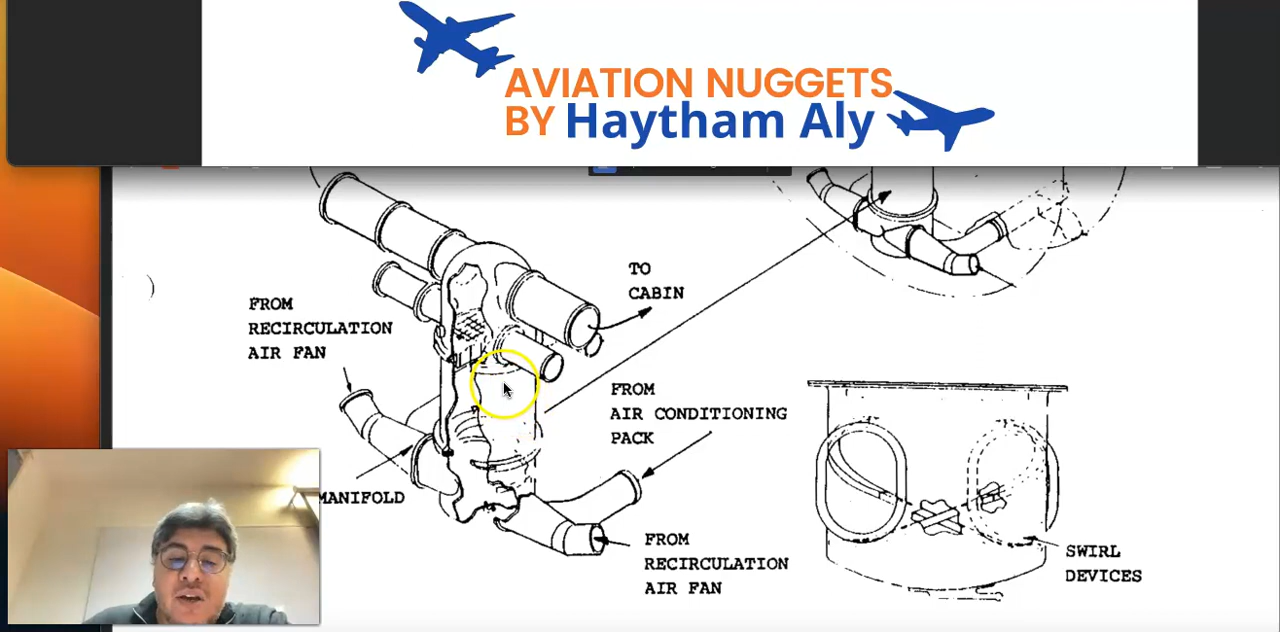 AVIATION NUGGETS
BY Haytham Aly
TO
CABIN
FROM
RECIRCULATION
AIR FAN
FROM
AIR CONDITIONING
PACK
MANIFOLD
FROM
RECIRCULATION
AIR FAN
SWIRL
DEVICES